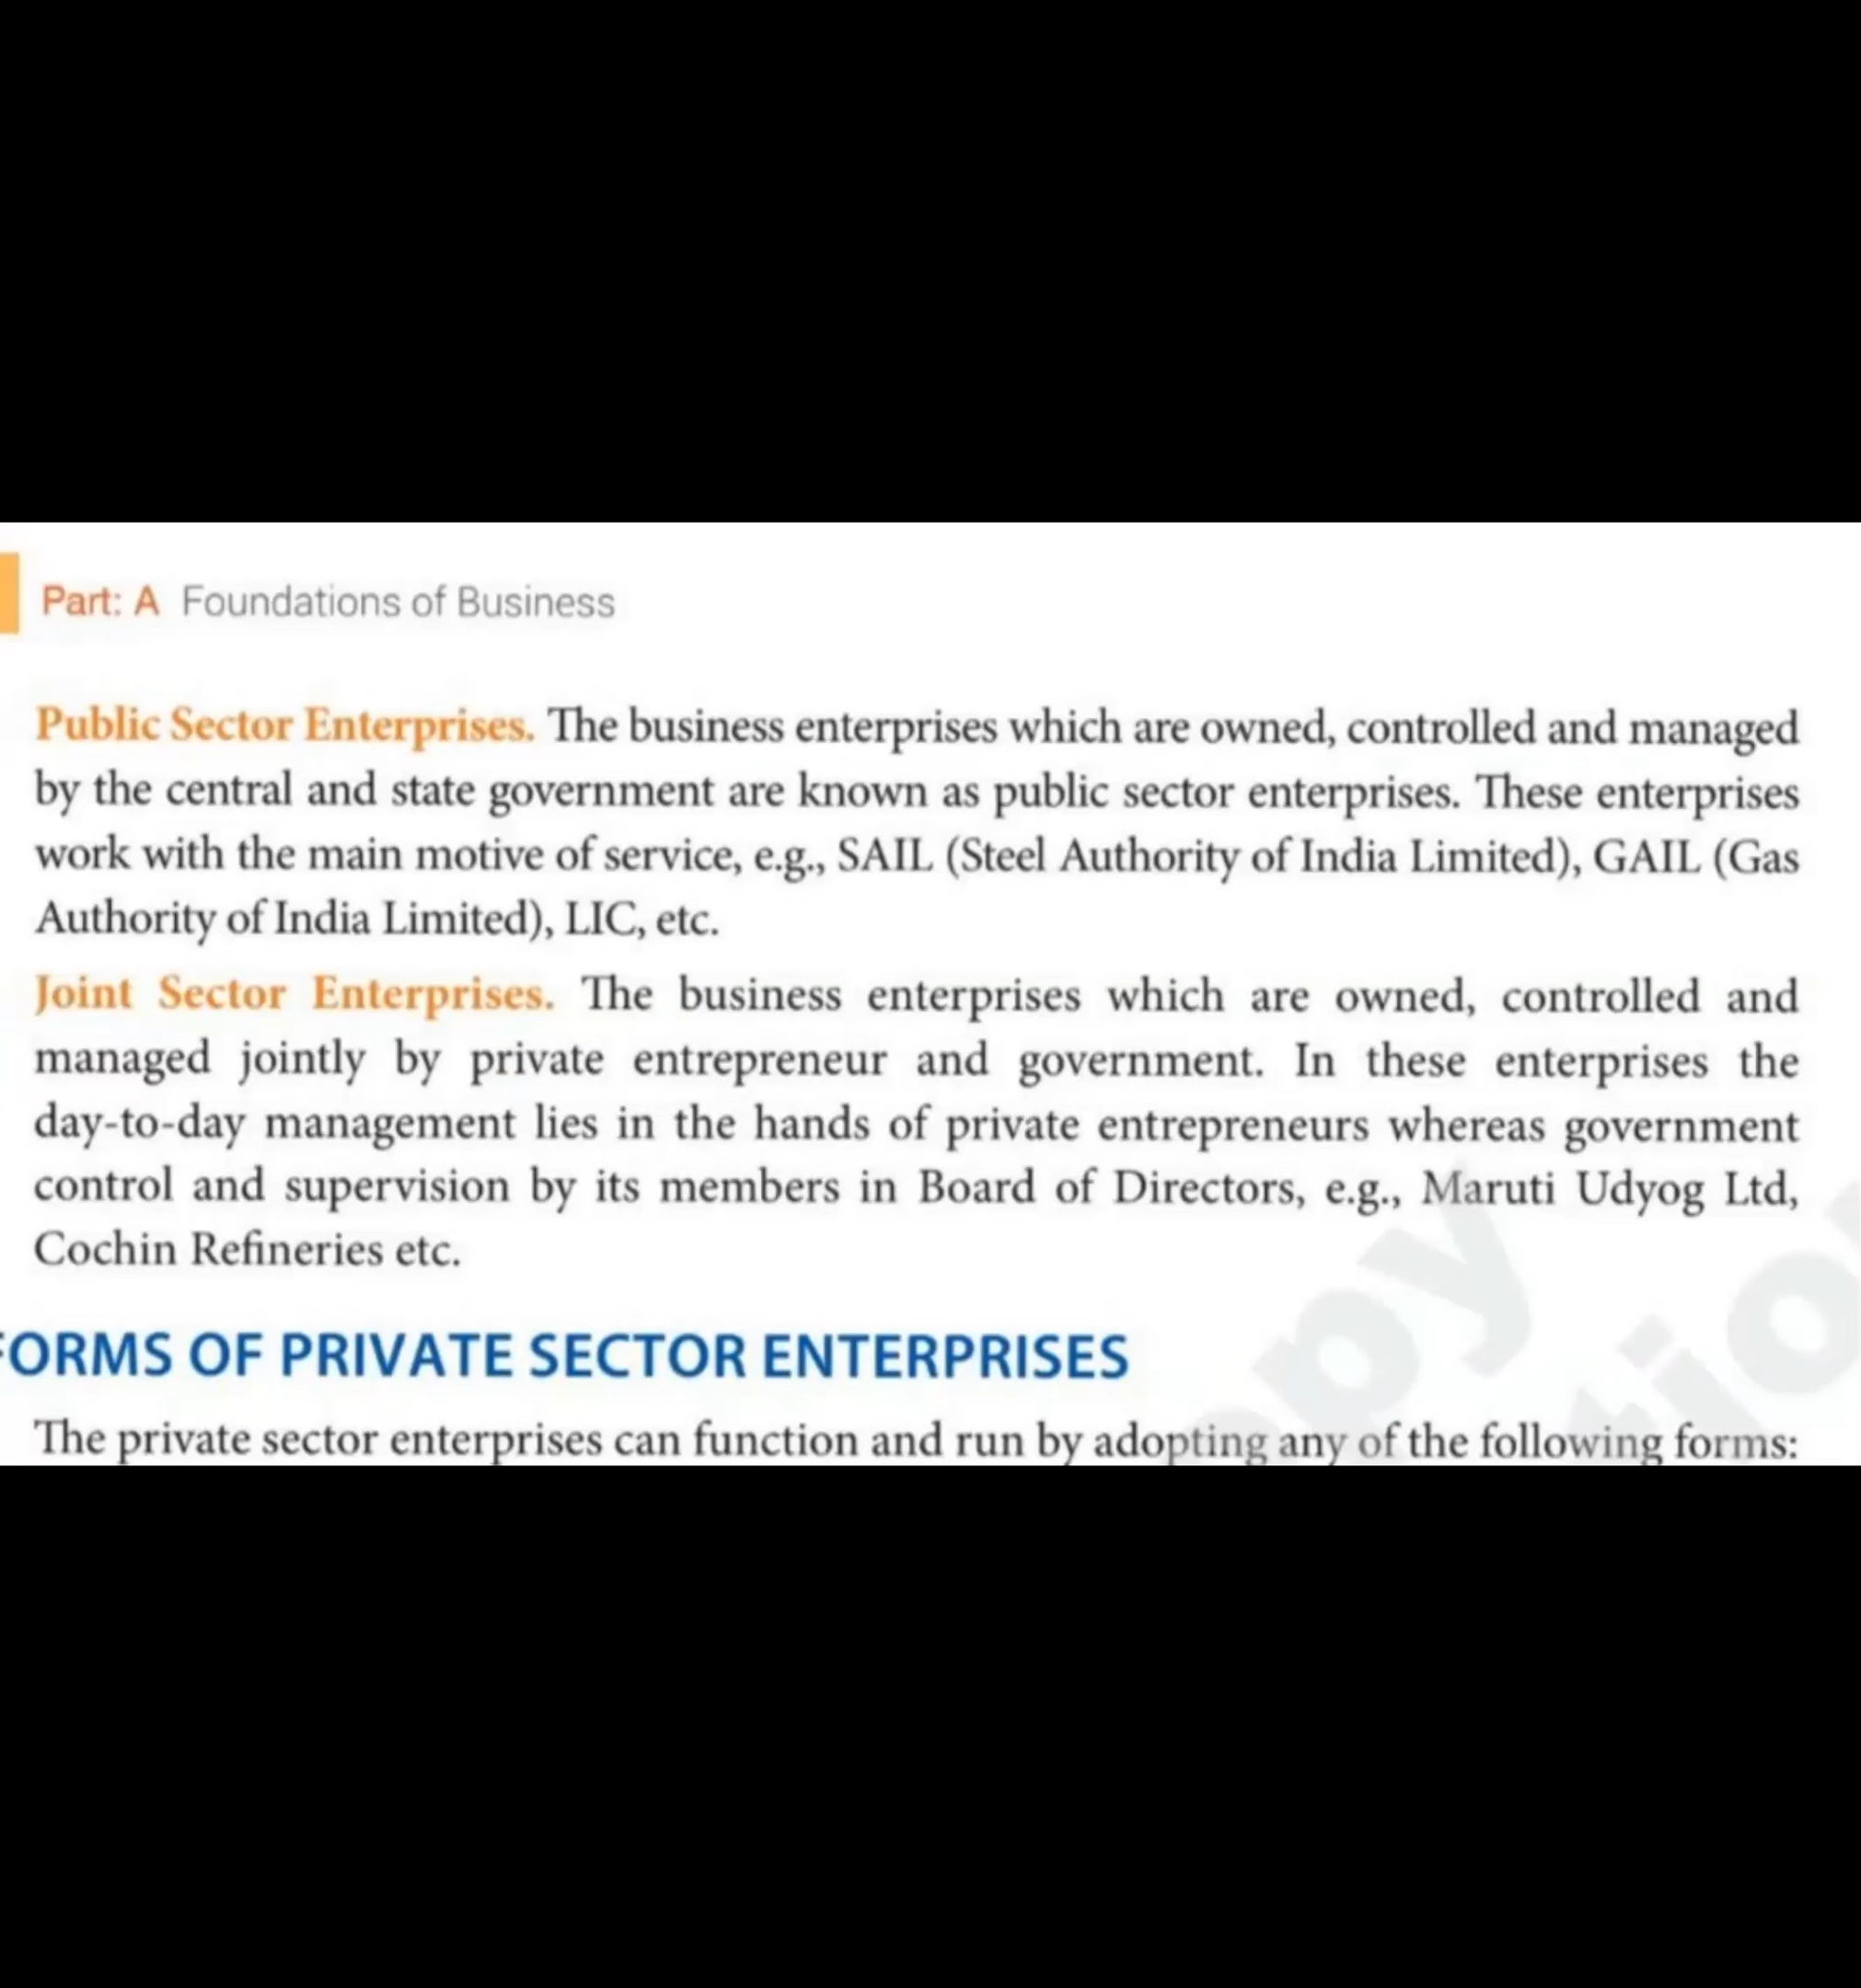 Part: A Foundations of Business
Public Sector Enterprises. The business enterprises which are owned, controlled and managed
by the central and state government are known as public sector enterprises. These enterprises
work with the main motive of service, e.g., SAIL (Steel Authority of India Limited), GAIL (Gas
Authority of India Limited), LIC, etc.
Joint Sector Enterprises. The business enterprises which are owned, controlled and
managed jointly by private entrepreneur and government. In these enterprises the
day-to-day management lies in the hands of private entrepreneurs whereas government
control and supervision by its members in Board of Directors, e.g., Maruti Udyog Ltd,
Cochin Refineries etc.
FORMS OF PRIVATE SECTOR ENTERPRISES
The private sector enterprises can function and run by adopting any of the following forms: